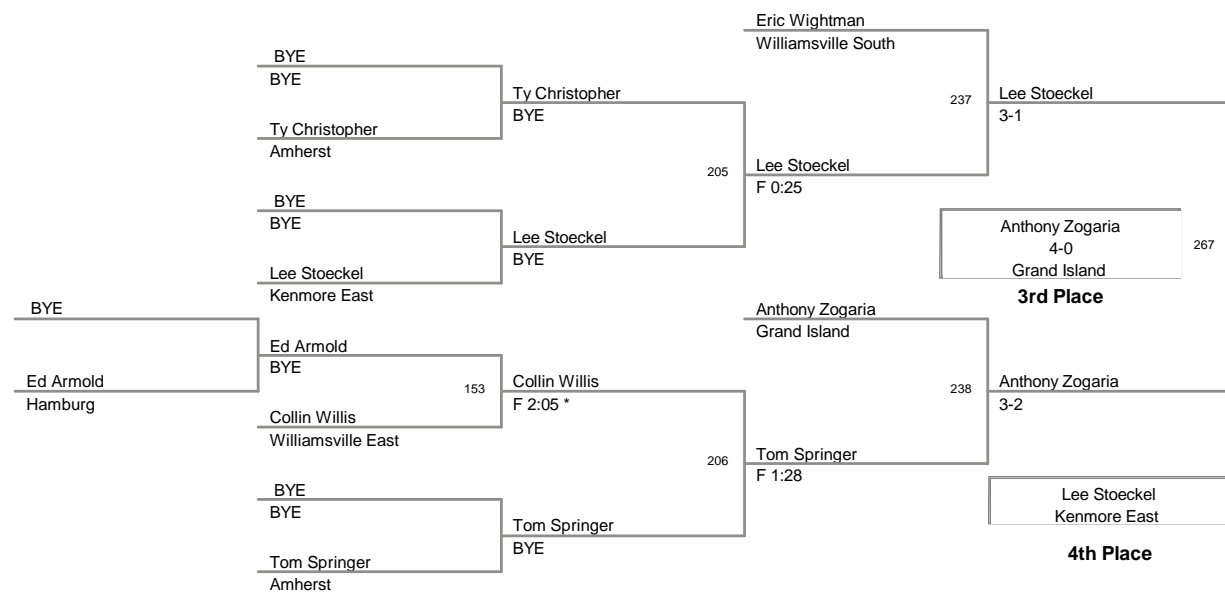 Eric Wightman
Williamsville South
BYE
BYE
Ty Christopher
BYE
237
Lee Stoeckel
3-1
Ty Christopher
Amherst
205
Lee Stoeckel
F 0:25
BYE
BYE
Lee Stoeckel
BYE
Anthony Zogaria
4-0
Grand Island
267
3rd Place
Lee Stoeckel
Kenmore East
BYE
Anthony Zogaria
Grand Island
Ed Armold
BYE
Ed Armold
Hamburg
153
Collin Willis
F 2:05 *
238
Anthony Zogaria
3-2
Collin Willis
Williamsville East
206
Tom Springer
F 1:28
BYE
BYE
Tom Springer
BYE
Lee Stoeckel
Kenmore East
4th Place
Tom Springer
Amherst